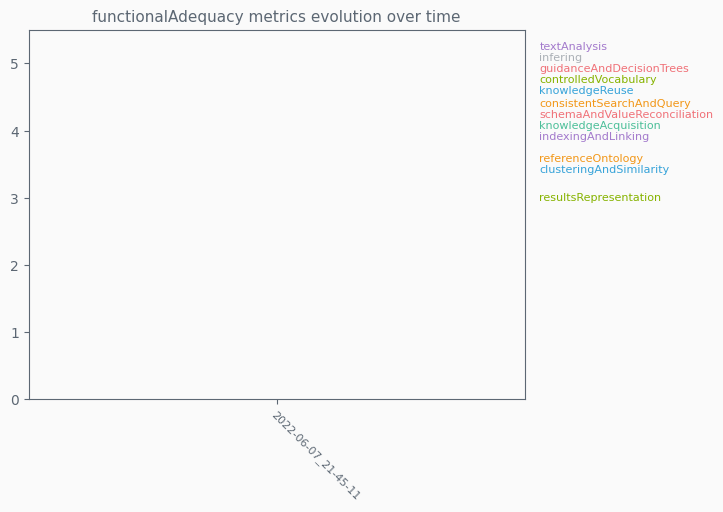 functionalAdequacy metrics evolution over time
5
4
3
2
1
0
2022-06-07_21-45-11
textAnalysis
infering
guidanceAndDecisionTrees
controlledVocabulary
knowledgeReuse
consistentSearchAndQuery
schemaAndValueReconciliation
knowledgeAcquisition
indexingAndLinking
referenceOntology
clusteringAndSimilarity
resultsRepresentation